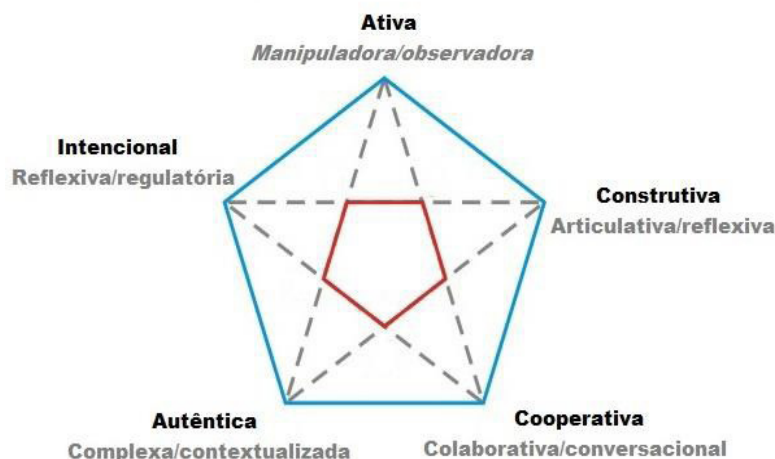 Ativa
Manipuladora/observadora
Intencional
Reflexiva/regulatória
Construtiva
Articulativa/reflexiva
Autêntica
Complexa/contextualizada
Cooperativa
Colaborativa/conversacional